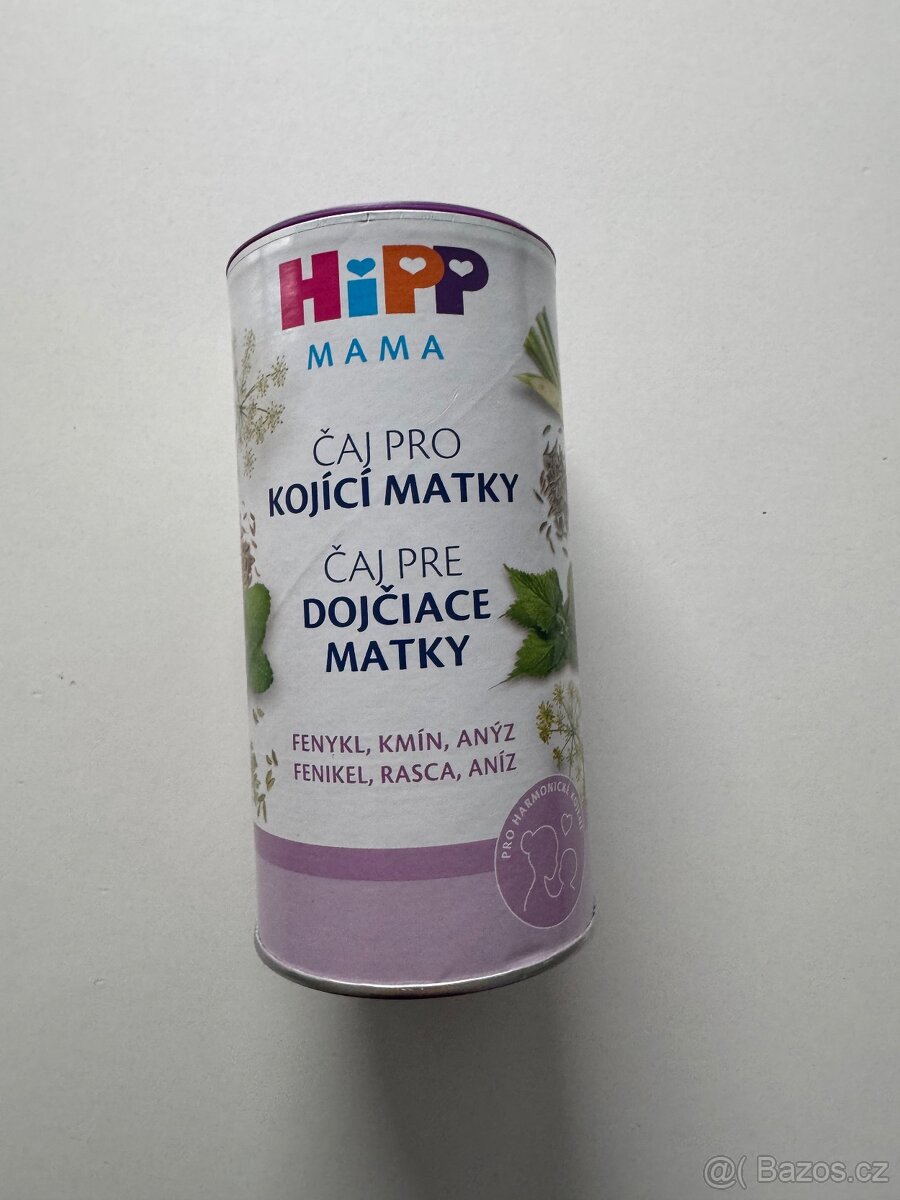 HiPP
MAMA
ČAJ PRO
KOJÍCÍ MATKY
ČAJ PRE
DOJČIACE
MATKY
FENYKL, KMÍN, ANÝZ
FENIKEL, RASCA, ANÍZ
PRO HARMONICKÉ KOJENÍ
@( Bazos.cz